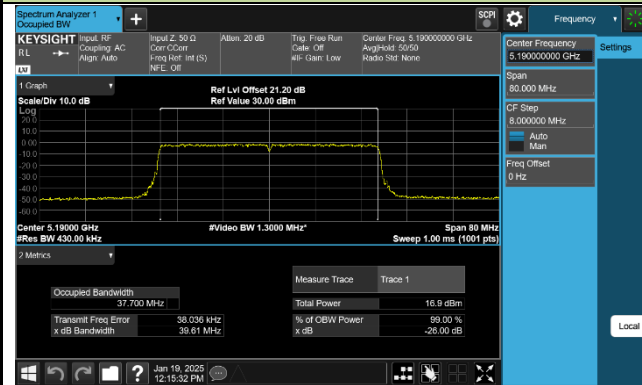 Spectrum Analyzer 1
Occupied BW
SCPI
Frequency
KEYSIGHT
RL
LXI
Input: RF
Coupling: AC
Align: Auto
Input Z: 50 Ω
Corr CCorr
Freq Ref: Int (S)
NFE: Off
Atten: 20 dB
Trig: Free Run
Gate: Off
#IF Gain: Low
Center Freq: 5.190000000 GHz
Avg|Hold: 50/50
Radio Std: None
Center Frequency
5.190000000 GHz
Settings
Span
80.000 MHz
CF Step
8.000000 MHz
Auto
Man
Freq Offset
0 Hz
Local
1 Graph
Scale/Div 10.0 dB
Ref Lvl Offset 21.20 dB
Ref Value 30.00 dBm
Log
20.0
10.0
0.00
-10.0
-20.0
-30.0
-40.0
-50.0
-60.0
Center 5.19000 GHz
#Res BW 430.00 kHz
#Video BW 1.3000 MHz*
Span 80 MHz
Sweep 1.00 ms (1001 pts)
2 Metrics
Measure Trace
Trace 1
Occupied Bandwidth
37.700 MHz
Total Power
16.9 dBm
Transmit Freq Error
38.036 kHz
% of OBW Power
99.00 %
x dB Bandwidth
39.61 MHz
x dB
-26.00 dB
Jan 19, 2025
12:15:32 PM